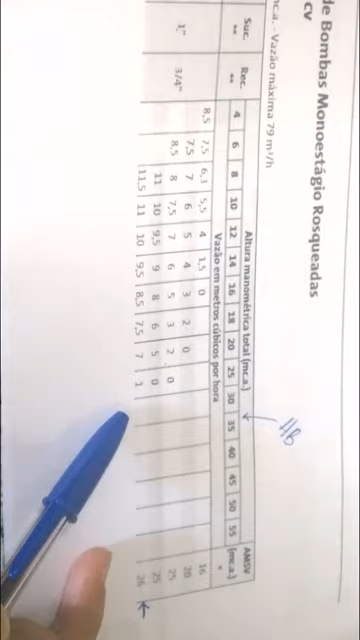 de Bombas Monoestágio Rosqueadas
CV
m.c.a. - Vazão máxima 79 m³/h
HB
Suc. Rec. Altura manométrica total (mc.a.) AMSV
** ** 4 6 8 10 12 14 16 18 20 25 30 35 40 45 50 55 (mc.a.)
Vazão em metros cúbicos por hora *
8,5 7,5 6,3 5,5 4 1,5 0 16
7,5 7 6 5 4 3 2 0 20
1" 3/4" 8,5 8 7,5 7 6 5 3 2 0 25
11 10 9,5 9 8 6 5 0 25
11,5 11 10 9,5 8,5 7,5 7 1 26